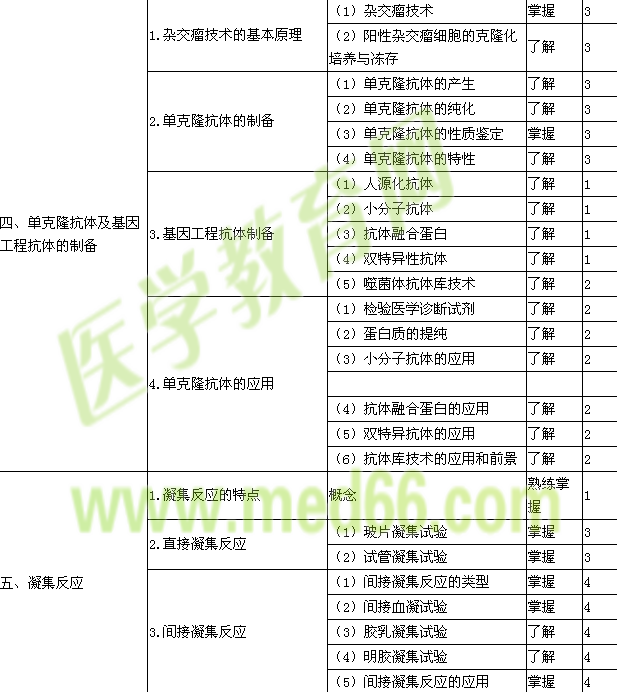 (1) 杂交瘤技术 掌握 3
1.杂交瘤技术的基本原理
(2) 阳性杂交瘤细胞的克隆化
培养与冻存
了解 3
(1) 单克隆抗体的产生 了解 3
2.单克隆抗体的制备
(2) 单克隆抗体的纯化 了解 3
(3) 单克隆抗体的性质鉴定 掌握 3
(4) 单克隆抗体的特性 了解 3
四、单克隆抗体及基因
工程抗体的制备
3.基因工程抗体制备
(1) 人源化抗体 了解 1
(2) 小分子抗体 了解 1
(3) 抗体融合蛋白 了解 1
(4) 双特异性抗体 了解 1
(5) 噬菌体抗体库技术 了解 2
4.单克隆抗体的应用
(1) 检验医学诊断试剂 了解 2
(2) 蛋白质的提纯 了解 2
(3) 小分子抗体的应用 了解 2
(4) 抗体融合蛋白的应用 了解 2
(5) 双特异抗体的应用 了解 2
(6) 抗体库技术的应用和前景 了解 2
五、凝集反应
1.凝集反应的特点 概念
熟练掌
握
1
2.直接凝集反应
(1) 玻片凝集试验 掌握 3
(2) 试管凝集试验 掌握 3
3.间接凝集反应
(1) 间接凝集反应的类型 掌握 4
(2) 间接血凝试验 掌握 4
(3) 胶乳凝集试验 了解 4
(4) 明胶凝集试验 了解 4
(5) 间接凝集反应的应用 掌握 4
医学教育网
www.med66.com